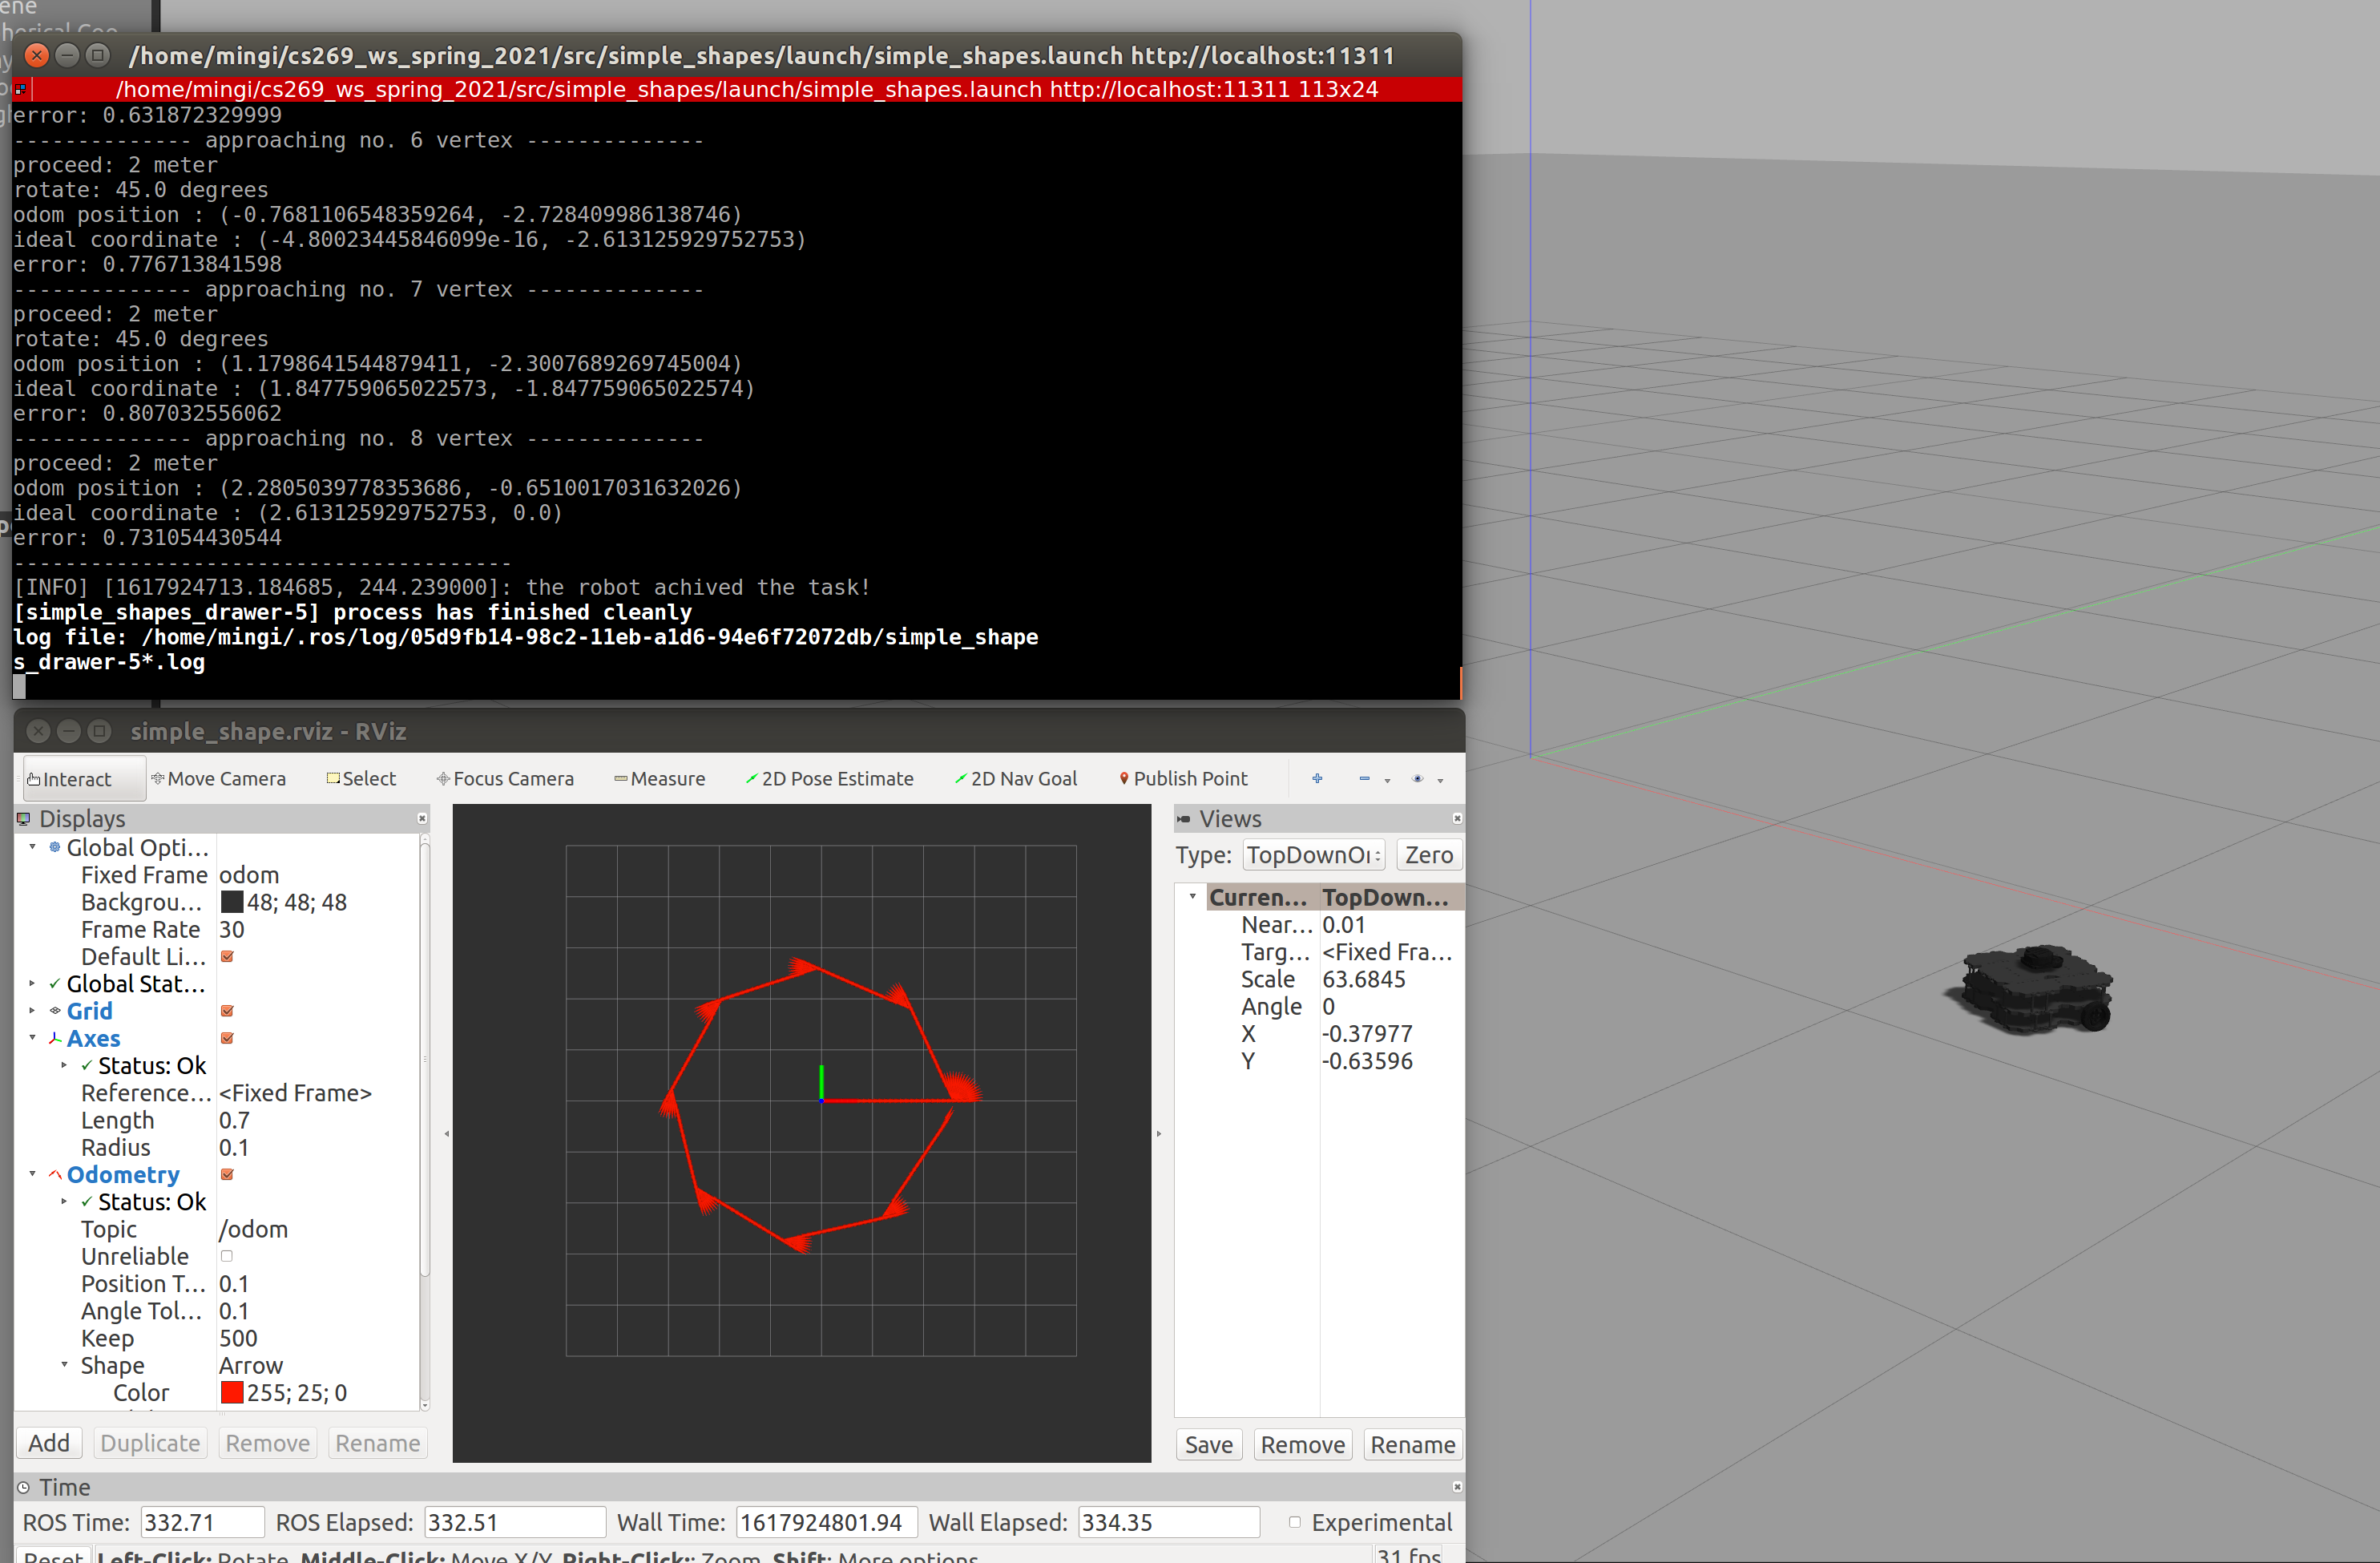 ene
/home/mingi/cs269_ws_spring_2021/src/simple_shapes/launch/simple_shapes.launch http://localhost:11311
/home/mingi/cs269_ws_spring_2021/src/simple_shapes/launch/simple_shapes.launch http://localhost:11311 113x24
error: 0.631872329999
-------------- approaching no. 6 vertex --------------
proceed: 2 meter
rotate: 45.0 degrees
odom position : (-0.7681106548359264, -2.728409986138746)
ideal coordinate : (-4.80023445846099e-16, -2.613125929752753)
error: 0.776713841598
-------------- approaching no. 7 vertex --------------
proceed: 2 meter
rotate: 45.0 degrees
odom position : (1.1798641544879411, -2.3007689269745004)
ideal coordinate : (1.847759065022573, -1.847759065022574)
error: 0.807032556062
-------------- approaching no. 8 vertex --------------
proceed: 2 meter
odom position : (2.2805039778353686, -0.6510017031632026)
ideal coordinate : (2.613125929752753, 0.0)
error: 0.731054430544
---------------------------------------
[INFO] [1617924713.184685, 244.239000]: the robot achived the task!
[simple_shapes_drawer-5] process has finished cleanly
log file: /home/mingi/.ros/log/05d9fb14-98c2-11eb-a1d6-94e6f72072db/simple_shape
s_drawer-5*.log
simple_shape.rviz - RViz
Interact Move Camera Select Focus Camera Measure 2D Pose Estimate 2D Nav Goal Publish Point
Displays
Global Opti...
Fixed Frame odom
Backgrou... 48; 48; 48
Frame Rate 30
Default Li...
Global Stat...
Grid
Axes
Status: Ok
Reference... <Fixed Frame>
Length 0.7
Radius 0.1
Odometry
Status: Ok
Topic /odom
Unreliable
Position T... 0.1
Angle Tol... 0.1
Keep 500
Shape Arrow
Color 255; 25; 0
Add Duplicate Remove Rename
Views
Type: TopDownOr Zero
Curren... TopDown...
Near... 0.01
Targ... <Fixed Fra...
Scale 63.6845
Angle 0
X -0.37977
Y -0.63596
Save Remove Rename
Time
ROS Time: 332.71 ROS Elapsed: 332.51 Wall Time: 1617924801.94 Wall Elapsed: 334.35 Experimental
Reset Left-Click: Rotate. Middle-Click: Move X/Y. Right-Click:: Zoom. Shift: More options. 31 fps